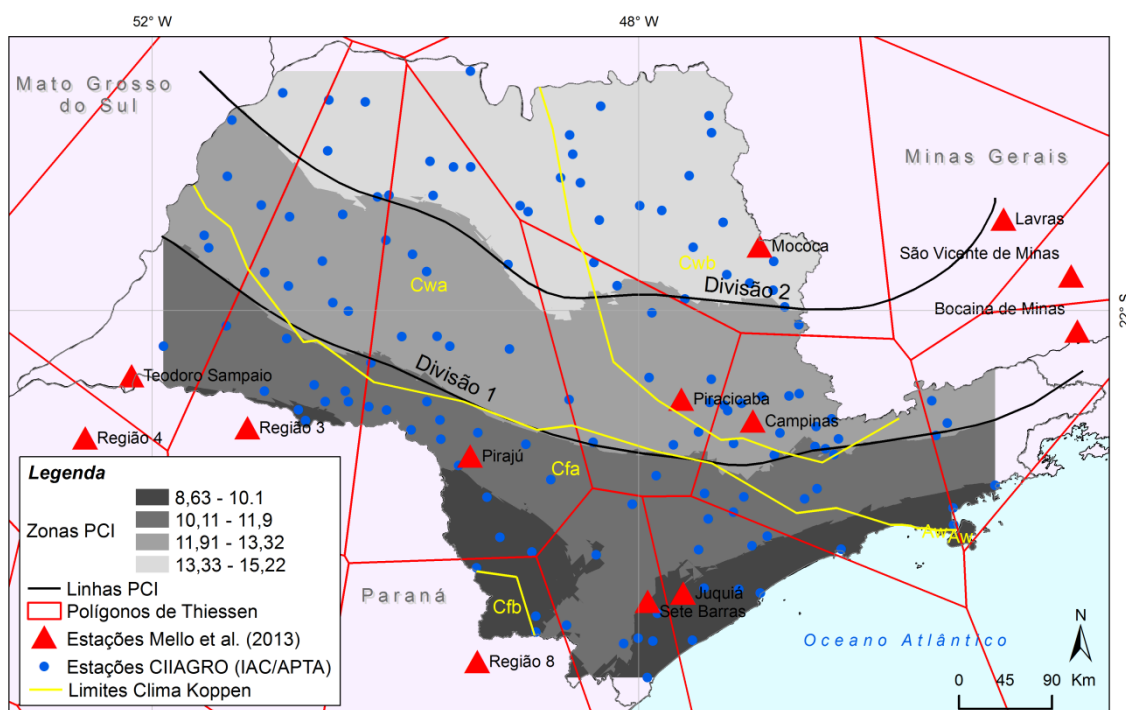 52° W
48° W
Mato Grosso
do Sul
Minas Gerais
Lavras
Mococa
São Vicente de Minas
Cwb
Cwa
Divisão 2
Bocaina de Minas
22° S
Teodoro Sampaio
Divisão 1
Piracicaba
Campinas
Região 4
Região 3
Pirajú
Cfa
Legenda
Zonas PCI
8,63 - 10.1
10,11 - 11,9
11,91 - 13,32
13,33 - 15,22
Linhas PCI
Polígonos de Thiessen
Estações Mello et al. (2013)
Estações CIIAGRO (IAC/APTA)
Limites Clima Koppen
Aw
Aw
Paraná
Cfb
Juquiá
Sete Barras
Região 8
Oceano Atlântico
N
0 45 90 Km